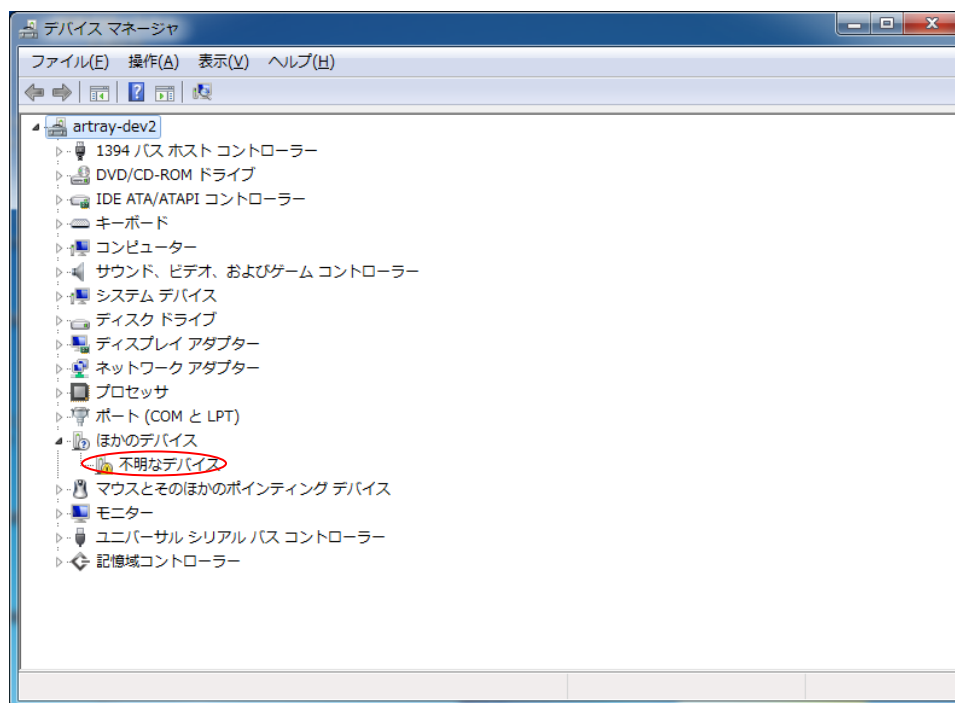 デバイス マネージャ
ファイル(F) 操作(A) 表示(V) ヘルプ(H)
artray-dev2
1394 バス ホスト コントローラー
DVD/CD-ROM ドライブ
IDE ATA/ATAPI コントローラー
キーボード
コンピューター
サウンド、ビデオ、およびゲーム コントローラー
システム デバイス
ディスク ドライブ
ディスプレイ アダプター
ネットワーク アダプター
プロセッサ
ポート (COM と LPT)
ほかのデバイス
不明なデバイス
マウスとそのほかのポインティング デバイス
モニター
ユニバーサル シリアル バス コントローラー
記憶域コントローラー